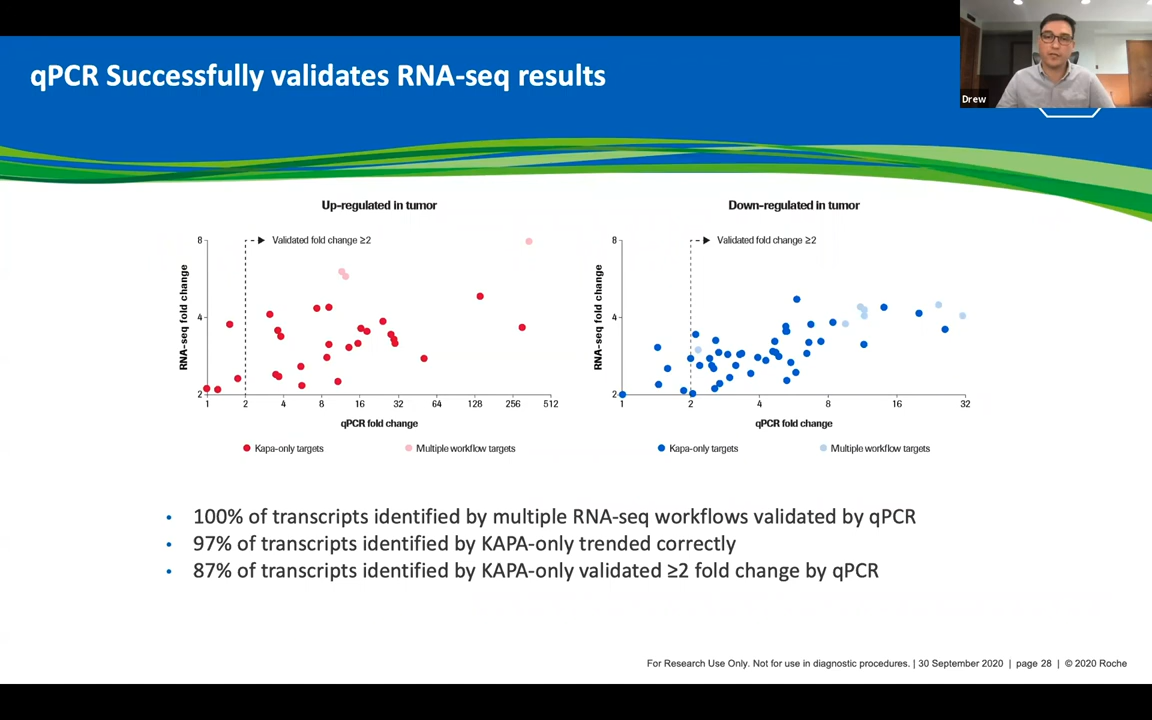 qPCR Successfully validates RNA-seq results
Drew
Up-regulated in tumor
8
4
2
RNA-seq fold change
Validated fold change ≥2
1 2 4 8 16 32 64 128 256 512
qPCR fold change
Kapa-only targets
Multiple workflow targets
Down-regulated in tumor
8
4
2
RNA-seq fold change
Validated fold change ≥2
1 2 4 8 16 32
qPCR fold change
Kapa-only targets
Multiple workflow targets
• 100% of transcripts identified by multiple RNA-seq workflows validated by qPCR
• 97% of transcripts identified by KAPA-only trended correctly
• 87% of transcripts identified by KAPA-only validated ≥2 fold change by qPCR
For Research Use Only. Not for use in diagnostic procedures. | 30 September 2020 | page 28 | © 2020 Roche